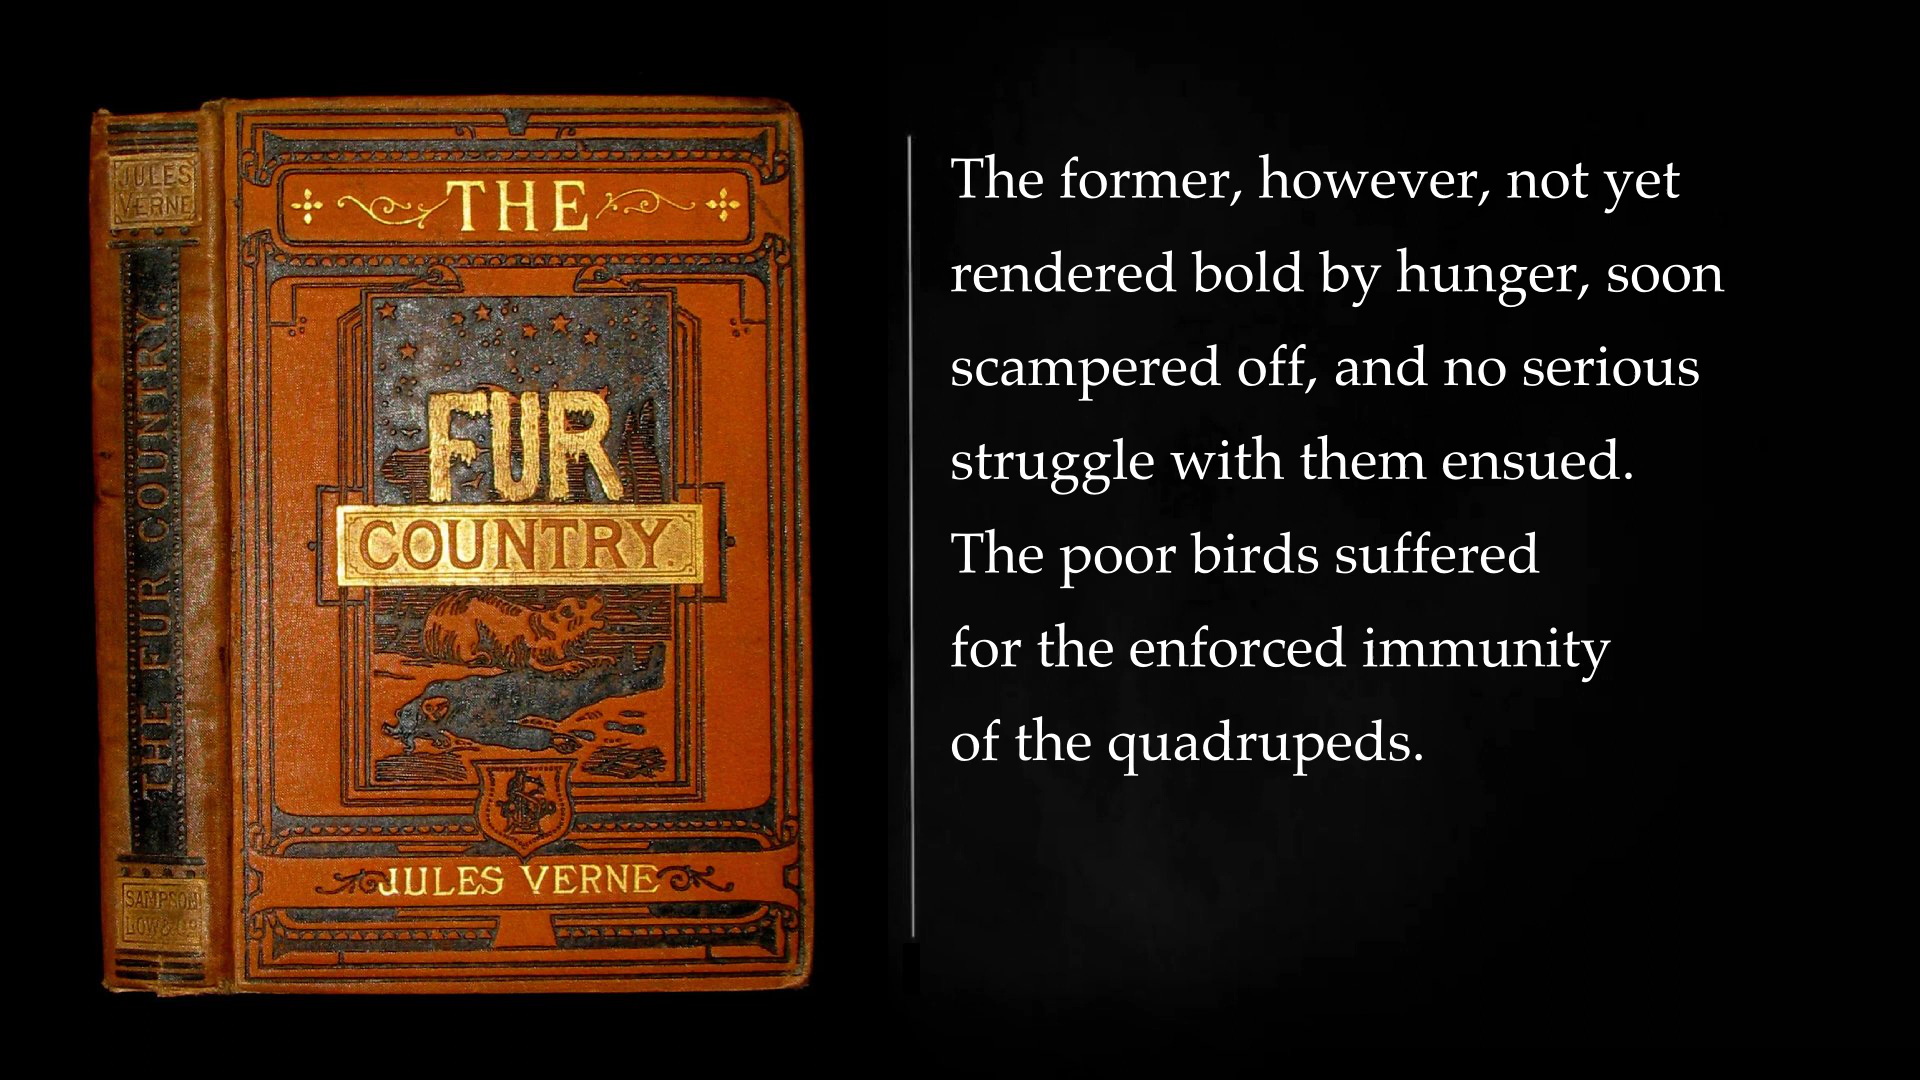 JULES
VERNE
THE FUR COUNTRY.
SAMPSON
LOW & Co
THE
FUR
COUNTRY.
JULES VERNE
The former, however, not yet
rendered bold by hunger, soon
scampered off, and no serious
struggle with them ensued.
The poor birds suffered
for the enforced immunity
of the quadrupeds.